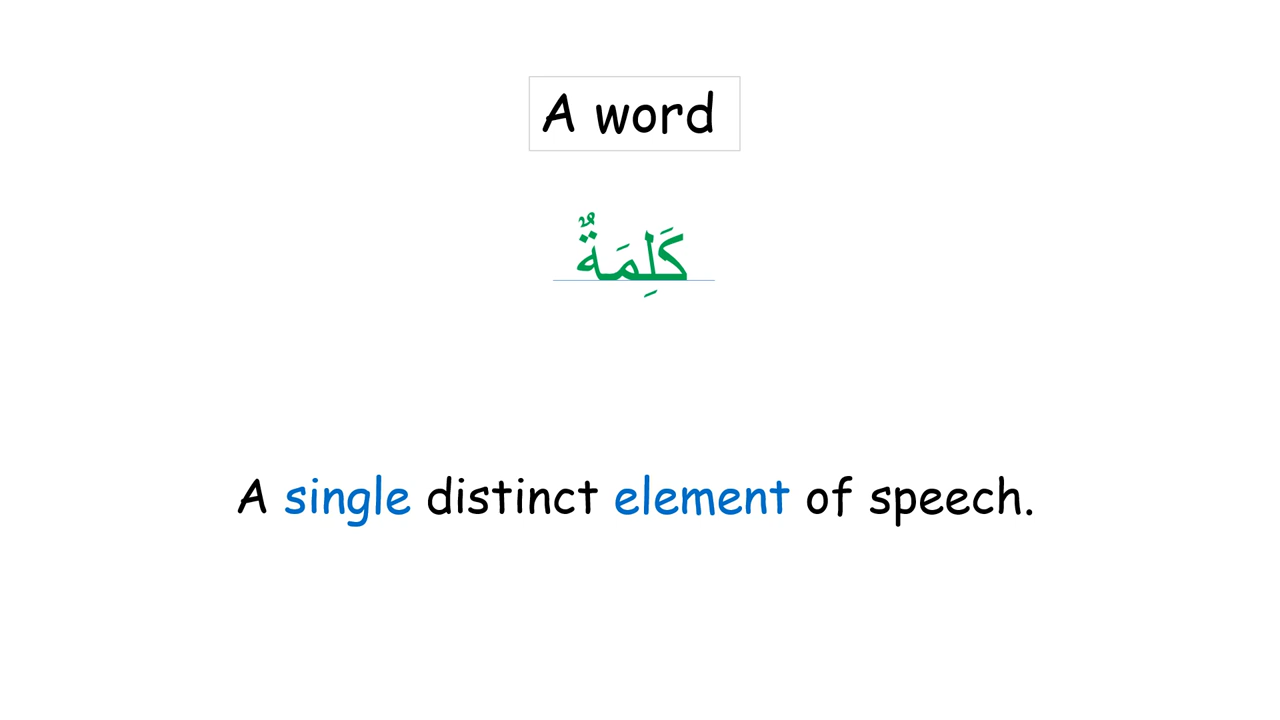 A word
كَلِمَةٌ
A single distinct element of speech.